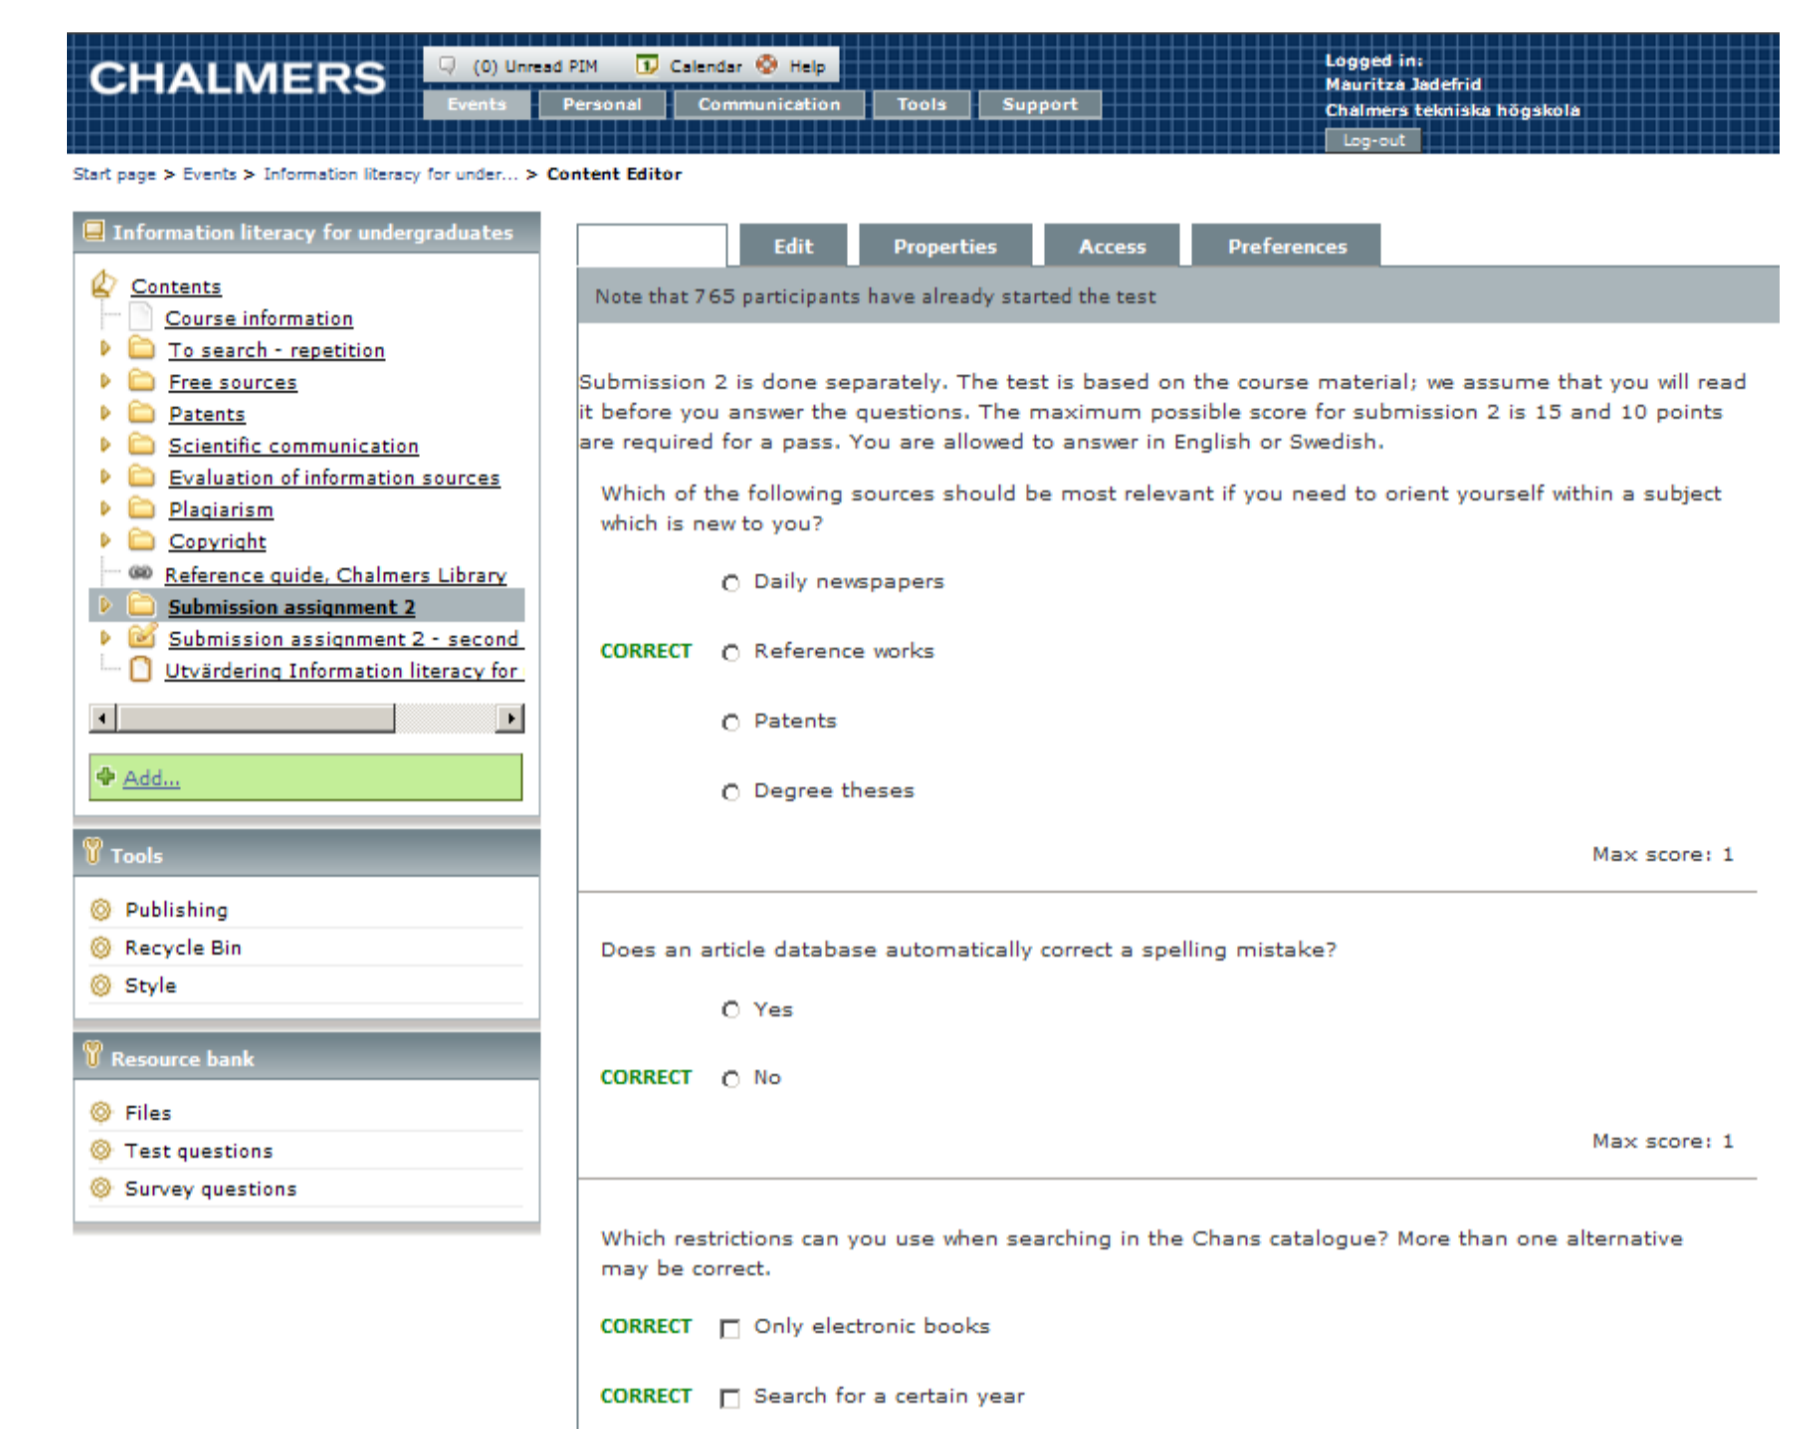 CHALMERS
(0) Unread PIM Calendar Help
Events Personal Communication Tools Support
Logged in:
Mauritza Jadefrid
Chalmers tekniska högskola
Log-out
Start page > Events > Information literacy for under... > Content Editor
Information literacy for undergraduates
Contents
Course information
To search - repetition
Free sources
Patents
Scientific communication
Evaluation of information sources
Plagiarism
Copyright
Reference guide, Chalmers Library
Submission assignment 2
Submission assignment 2 - second
Utvärdering Information literacy for
Add...
Tools
Publishing
Recycle Bin
Style
Resource bank
Files
Test questions
Survey questions
Edit Properties Access Preferences
Note that 765 participants have already started the test
Submission 2 is done separately. The test is based on the course material; we assume that you will read
it before you answer the questions. The maximum possible score for submission 2 is 15 and 10 points
are required for a pass. You are allowed to answer in English or Swedish.
Which of the following sources should be most relevant if you need to orient yourself within a subject
which is new to you?
Daily newspapers
CORRECT Reference works
Patents
Degree theses
Max score: 1
Does an article database automatically correct a spelling mistake?
Yes
CORRECT No
Max score: 1
Which restrictions can you use when searching in the Chans catalogue? More than one alternative
may be correct.
CORRECT Only electronic books
CORRECT Search for a certain year